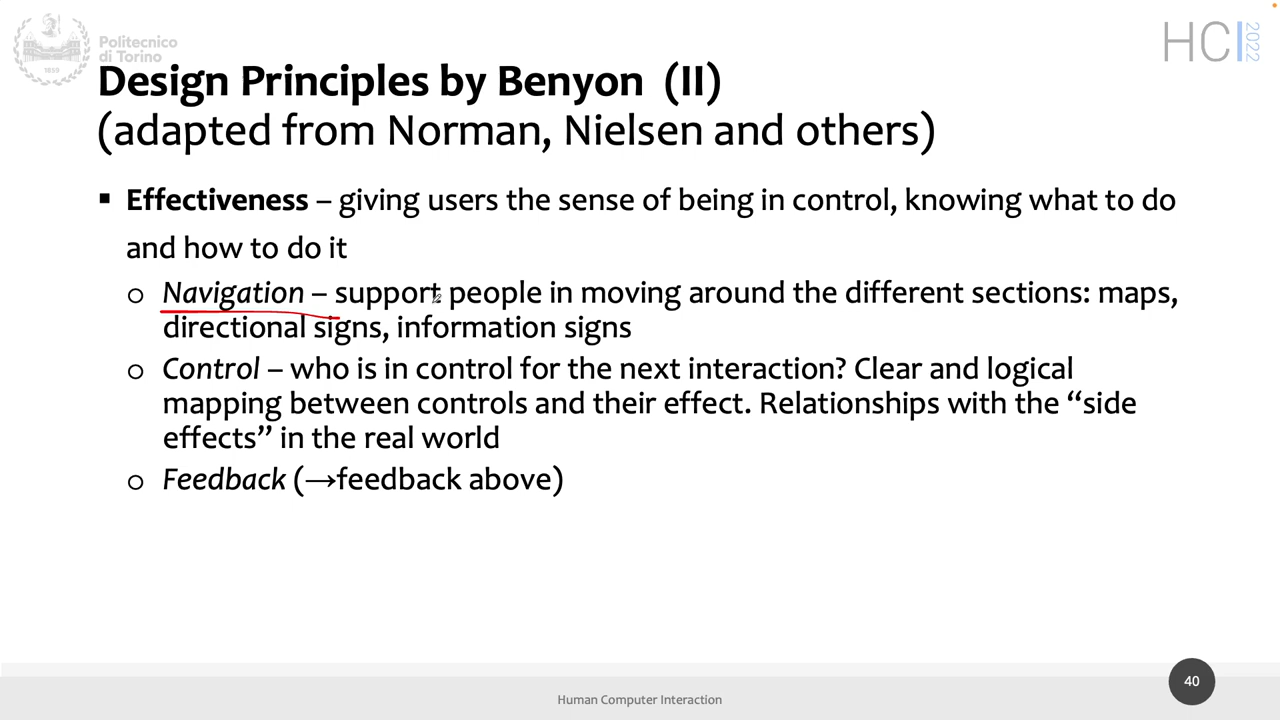 Politecnico
di Torino
1859
HCI 2022
Design Principles by Benyon (II)
(adapted from Norman, Nielsen and others)
▪ Effectiveness – giving users the sense of being in control, knowing what to do
and how to do it
o Navigation – support people in moving around the different sections: maps,
directional signs, information signs
o Control – who is in control for the next interaction? Clear and logical
mapping between controls and their effect. Relationships with the “side
effects” in the real world
o Feedback (→feedback above)
Human Computer Interaction
40